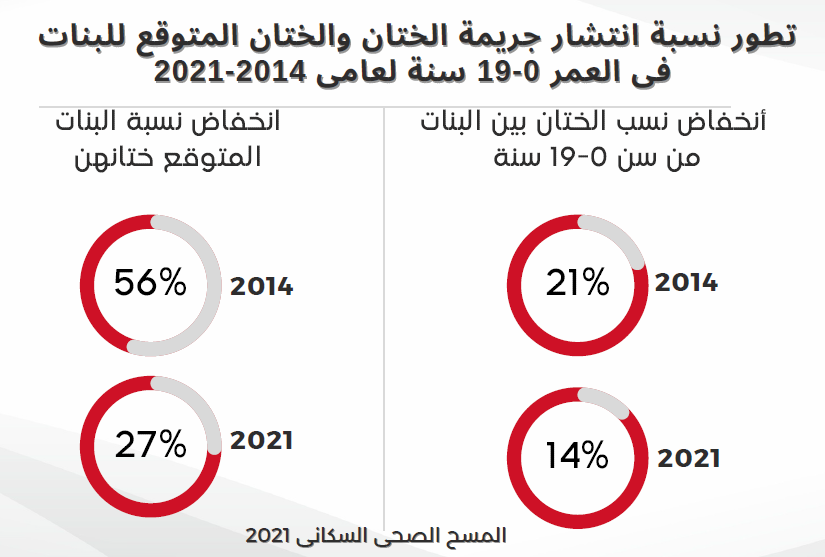 تطور نسبة انتشار جريمة الختان والختان المتوقع للبنات
فى العمر 0-19 سنة لعامى 2014-2021
أنخفاض نسب الختان بين البنات
من سن 0-19 سنة
21%
2014
14%
2021
انخفاض نسبة البنات
المتوقع ختانهن
56%
2014
27%
2021
المسح الصحى السكانى 2021